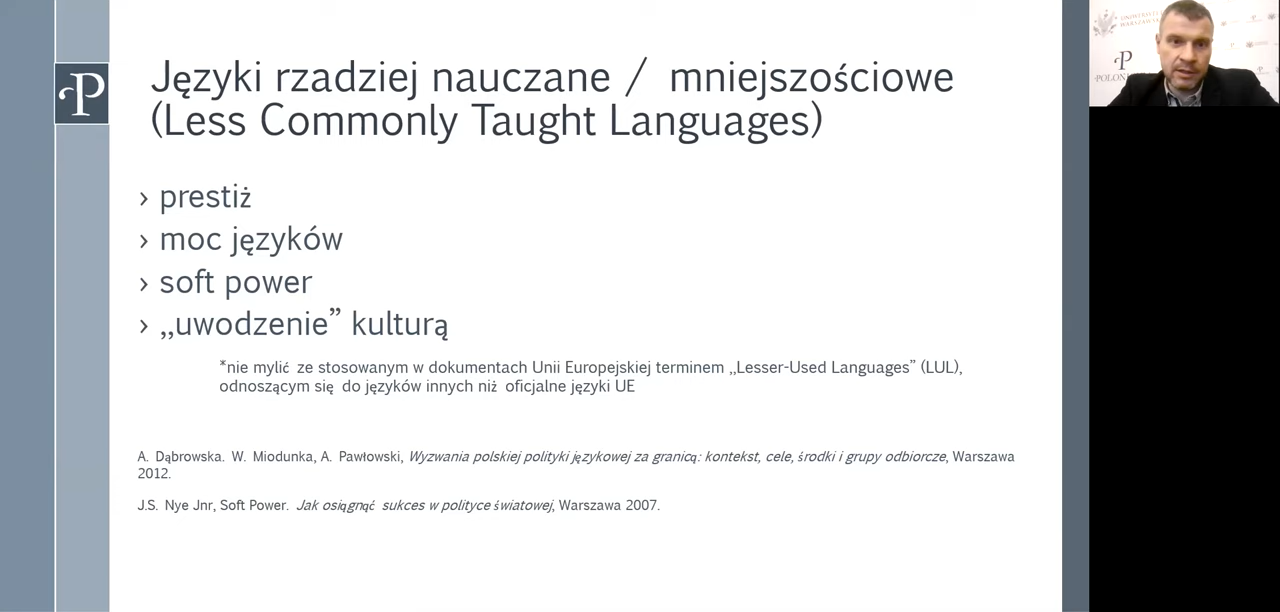 Języki rzadziej nauczane / mniejszościowe
(Less Commonly Taught Languages)
› prestiż
› moc języków
› soft power
› „uwodzenie” kulturą
*nie mylić ze stosowanym w dokumentach Unii Europejskiej terminem „Lesser-Used Languages” (LUL),
odnoszącym się do języków innych niż oficjalne języki UE
A. Dąbrowska. W. Miodunka, A. Pawłowski, Wyzwania polskiej polityki językowej za granicą: kontekst, cele, środki i grupy odbiorcze, Warszawa
2012.
J.S. Nye Jnr, Soft Power. Jak osiągnąć sukces w polityce światowej, Warszawa 2007.
P